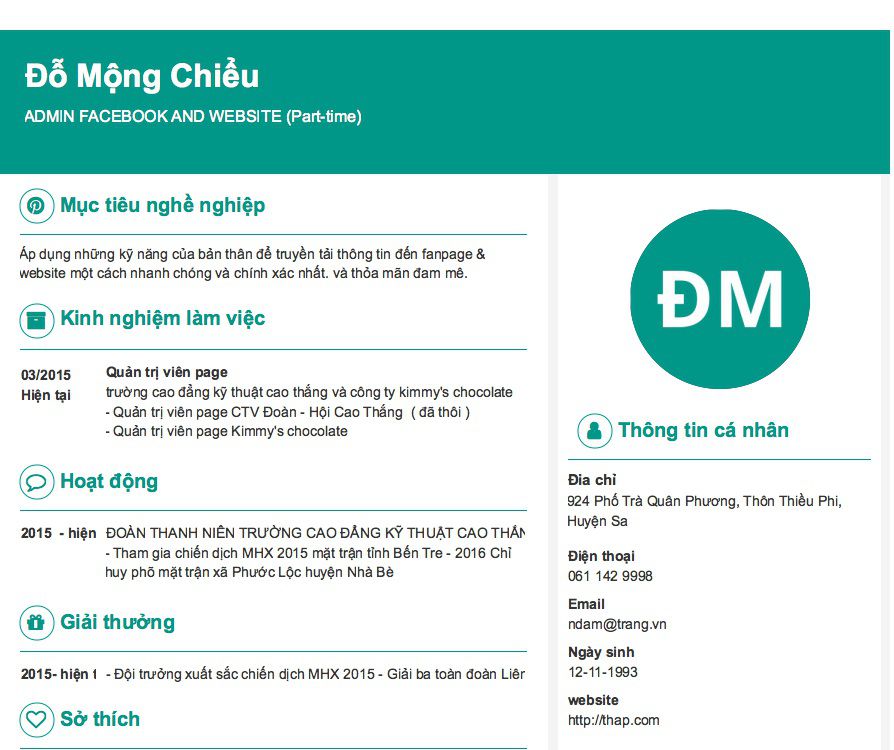 Đỗ Mộng Chiểu
ADMIN FACEBOOK AND WEBSITE (Part-time)
Mục tiêu nghề nghiệp
Áp dụng những kỹ năng của bản thân để truyền tải thông tin đến fanpage &
website một cách nhanh chóng và chính xác nhất. và thỏa mãn đam mê.
Kinh nghiệm làm việc
03/2015
Hiện tại
Quản trị viên page
trường cao đẳng kỹ thuật cao thắng và công ty kimmy's chocolate
- Quản trị viên page CTV Đoàn - Hội Cao Thắng ( đã thôi )
- Quản trị viên page Kimmy's chocolate
Hoạt động
2015 - hiện ĐOÀN THANH NIÊN TRƯỜNG CAO ĐẲNG KỸ THUẬT CAO
- Tham gia chiến dịch MHX 2015 mặt trận tỉnh Bến Tre - 2016 Chỉ
huy phõ mặt trận xã Phước Lộc huyện Nhà Bè
Giải thưởng
2015- hiện t - Đội trưởng xuất sắc chiến dịch MHX 2015 - Giải ba toàn đoàn Liên
Sở thích
ĐM
Thông tin cá nhân
Đia chỉ
924 Phố Trà Quân Phương, Thôn Thiều Phi,
Huyện Sa
Điện thoại
061 142 9998
Email
ndam@trang.vn
Ngày sinh
12-11-1993
website
http://thap.com